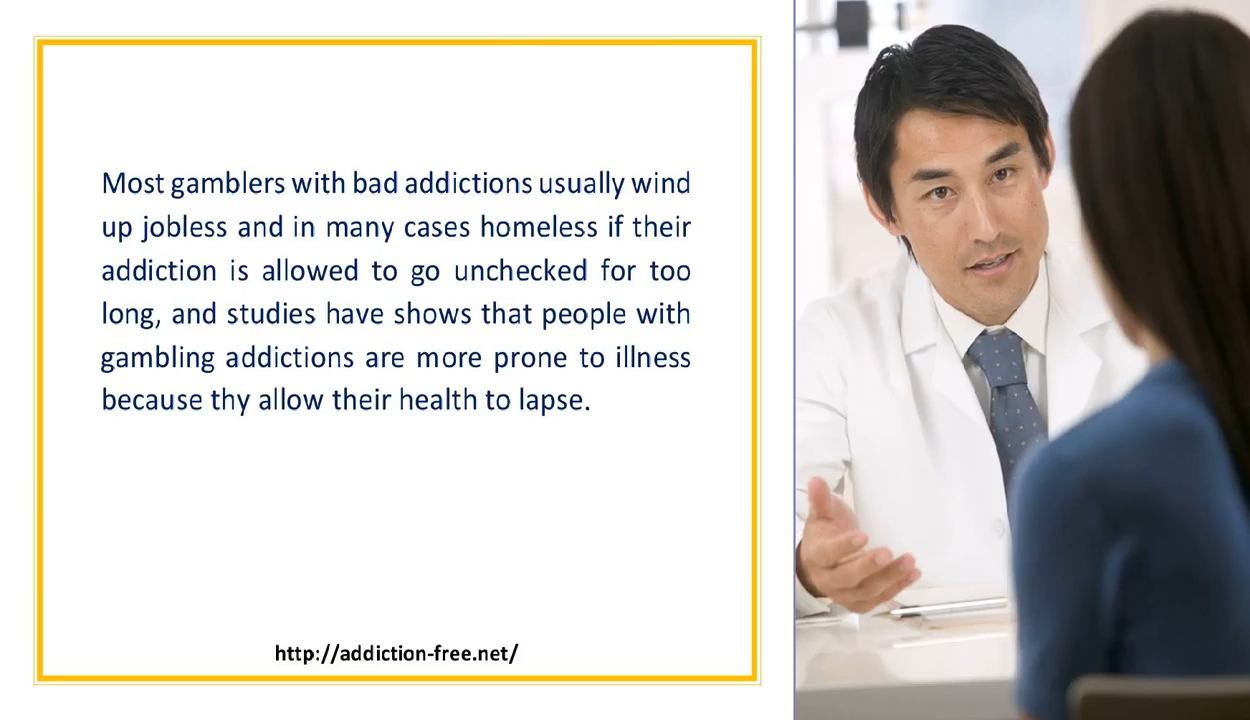 Most gamblers with bad addictions usually wind
up jobless and in many cases homeless if their
addiction is allowed to go unchecked for too
long, and studies have shows that people with
gambling addictions are more prone to illness
because thy allow their health to lapse.
http://addiction-free.net/